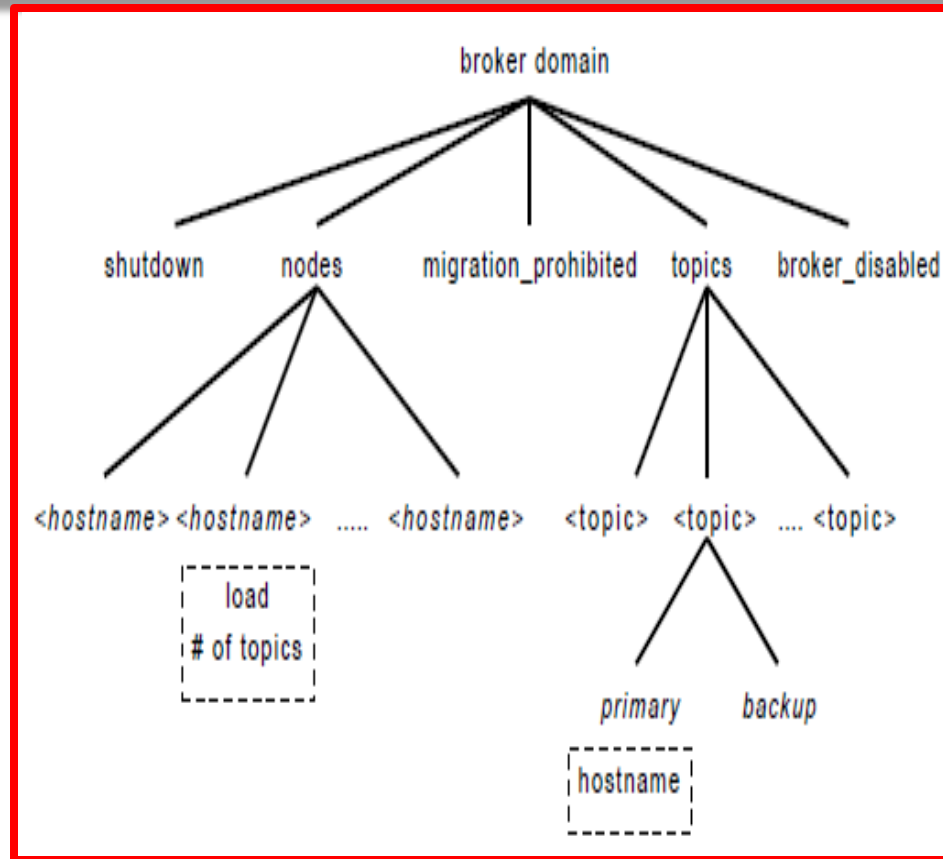 broker domain
shutdown nodes migration_prohibited topics broker_disabled
<hostname> <hostname> ..... <hostname> <topic> <topic> .... <topic>
load
# of topics
primary backup
hostname